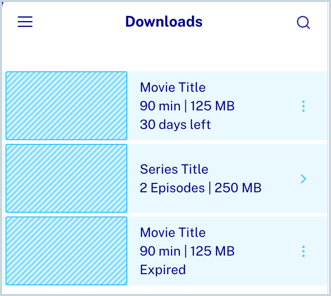 Downloads
Movie Title
90 min | 125 MB
30 days left
Series Title
2 Episodes | 250 MB
Movie Title
90 min | 125 MB
Expired